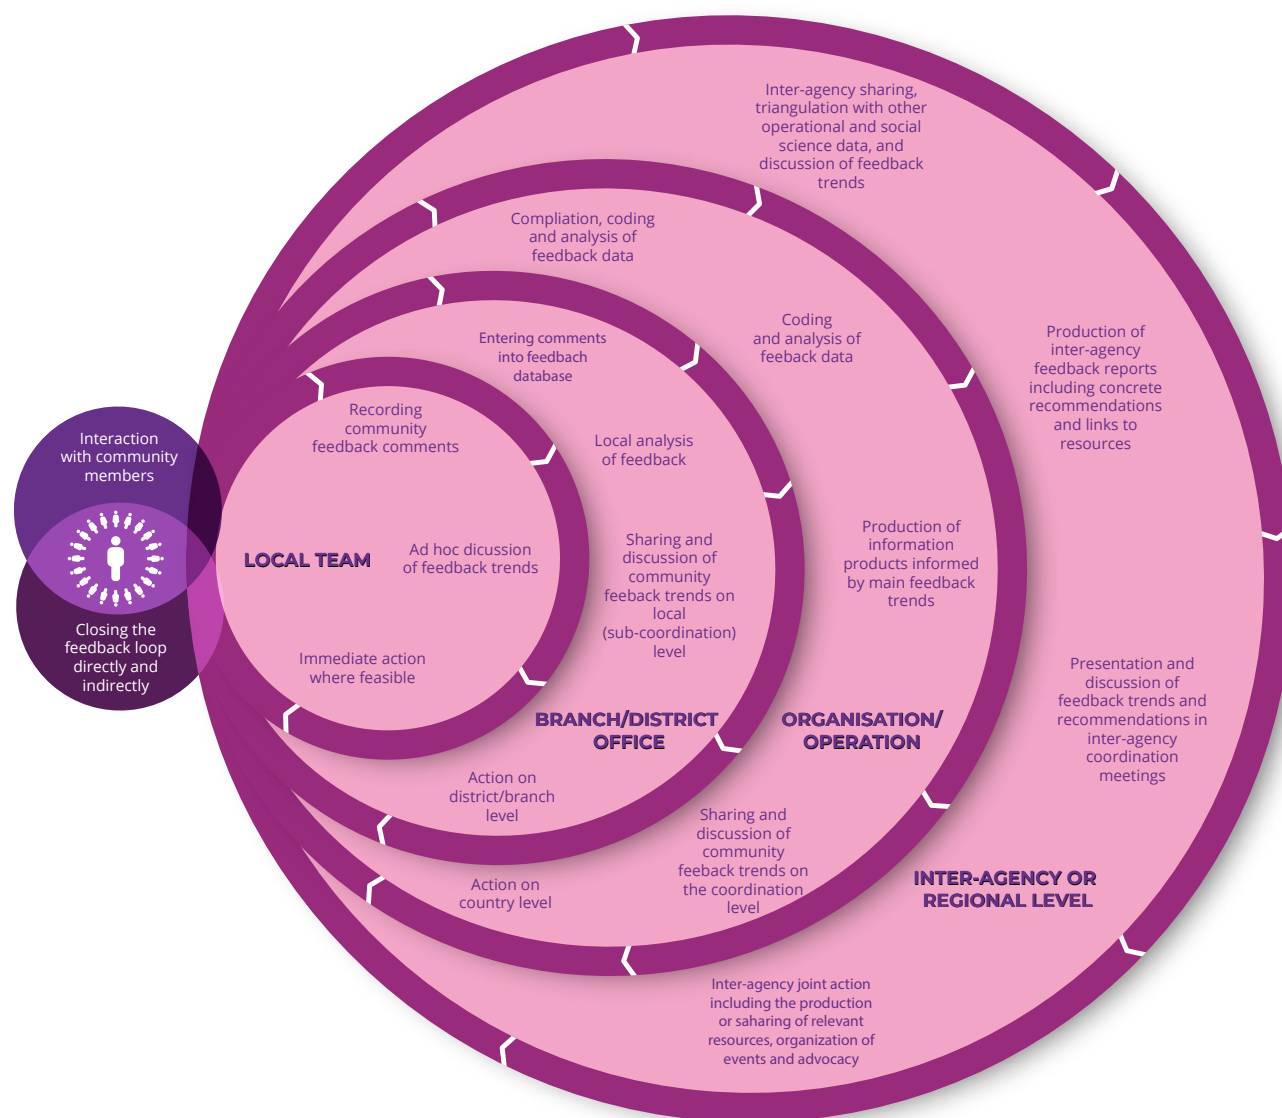 Interaction
with community
members
Closing the
feedback loop
directly and
indirectly
LOCAL TEAM
Recording
community
feedback comments
Ad hoc dicussion
of feedback trends
Immediate action
where feasible
BRANCH/DISTRICT
OFFICE
Entering comments
into feedbach
database
Local analysis
of feedback
Sharing and
discussion of
community
feeback trends on
local
(sub-coordination)
level
Action on
district/branch
level
ORGANISATION/
OPERATION
Compliation, coding
and analysis of
feedback data
Coding
and analysis of
feeback data
Production of
information
products informed
by main feedback
trends
Sharing and
discussion of
community
feeback trends on
the coordination
level
Action on
country level
INTER-AGENCY OR
REGIONAL LEVEL
Inter-agency sharing,
triangulation with other
operational and social
science data, and
discussion of feedback
trends
Production of
inter-agency
feedback reports
including concrete
recommendations
and links to
resources
Presentation and
discussion of
feedback trends and
recommendations in
inter-agency
coordination
meetings
Inter-agency joint action
including the production
or saharing of relevant
resources, organization of
events and advocacy